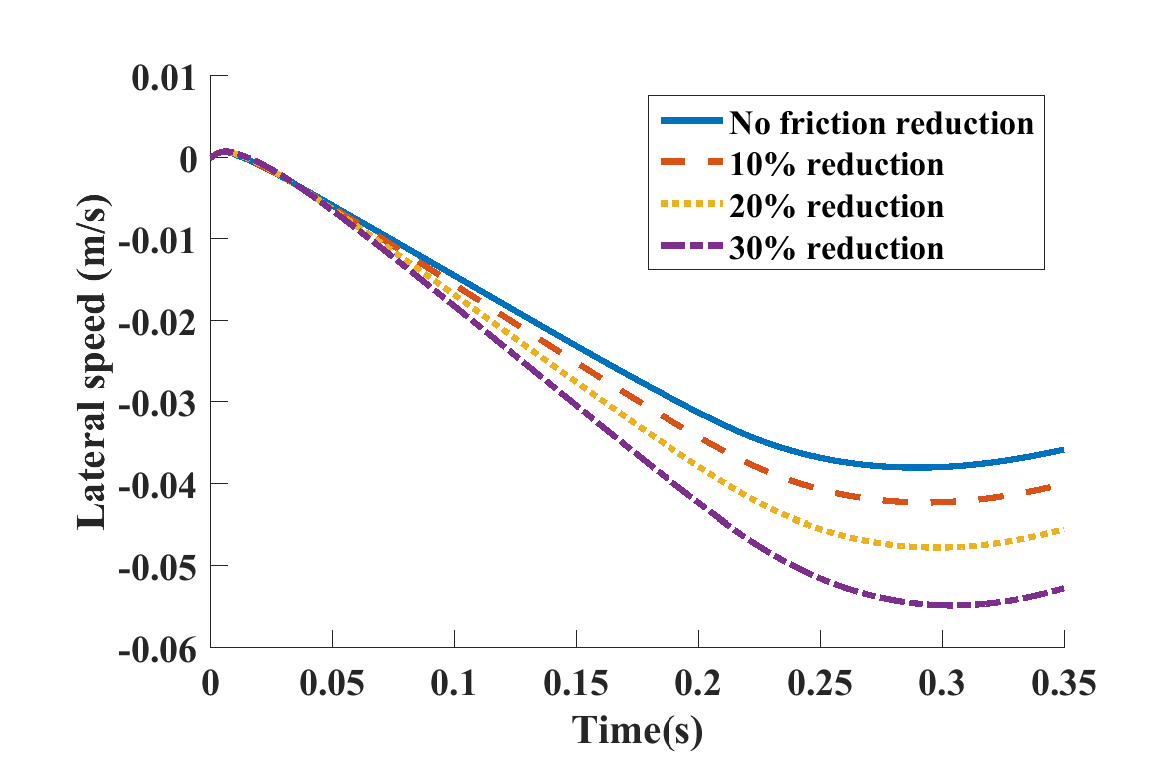 0.01
0
-0.01
-0.02
-0.03
-0.04
-0.05
-0.06
Lateral speed (m/s)
No friction reduction
10% reduction
20% reduction
30% reduction
0 0.05 0.1 0.15 0.2 0.25 0.3 0.35
Time(s)